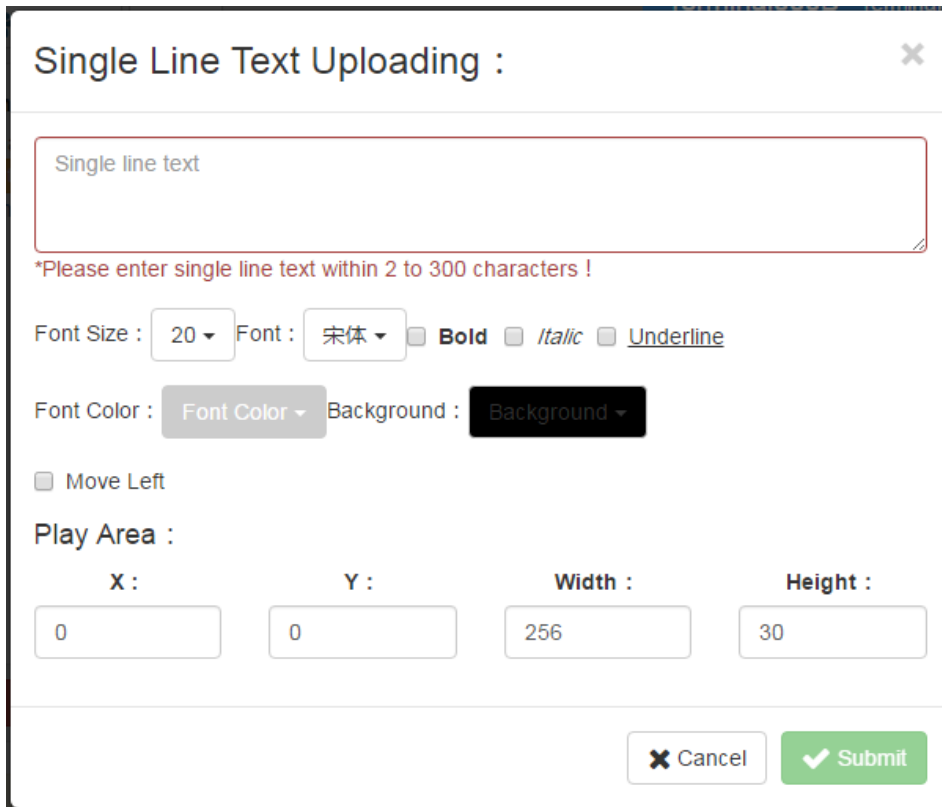 Single Line Text Uploading :
Single line text
*Please enter single line text within 2 to 300 characters !
Font Size : 20 Font : 宋体 Bold Italic Underline
Font Color : Font Color Background : Background
Move Left
Play Area :
X : Y : Width : Height :
0 0 256 30
Cancel Submit